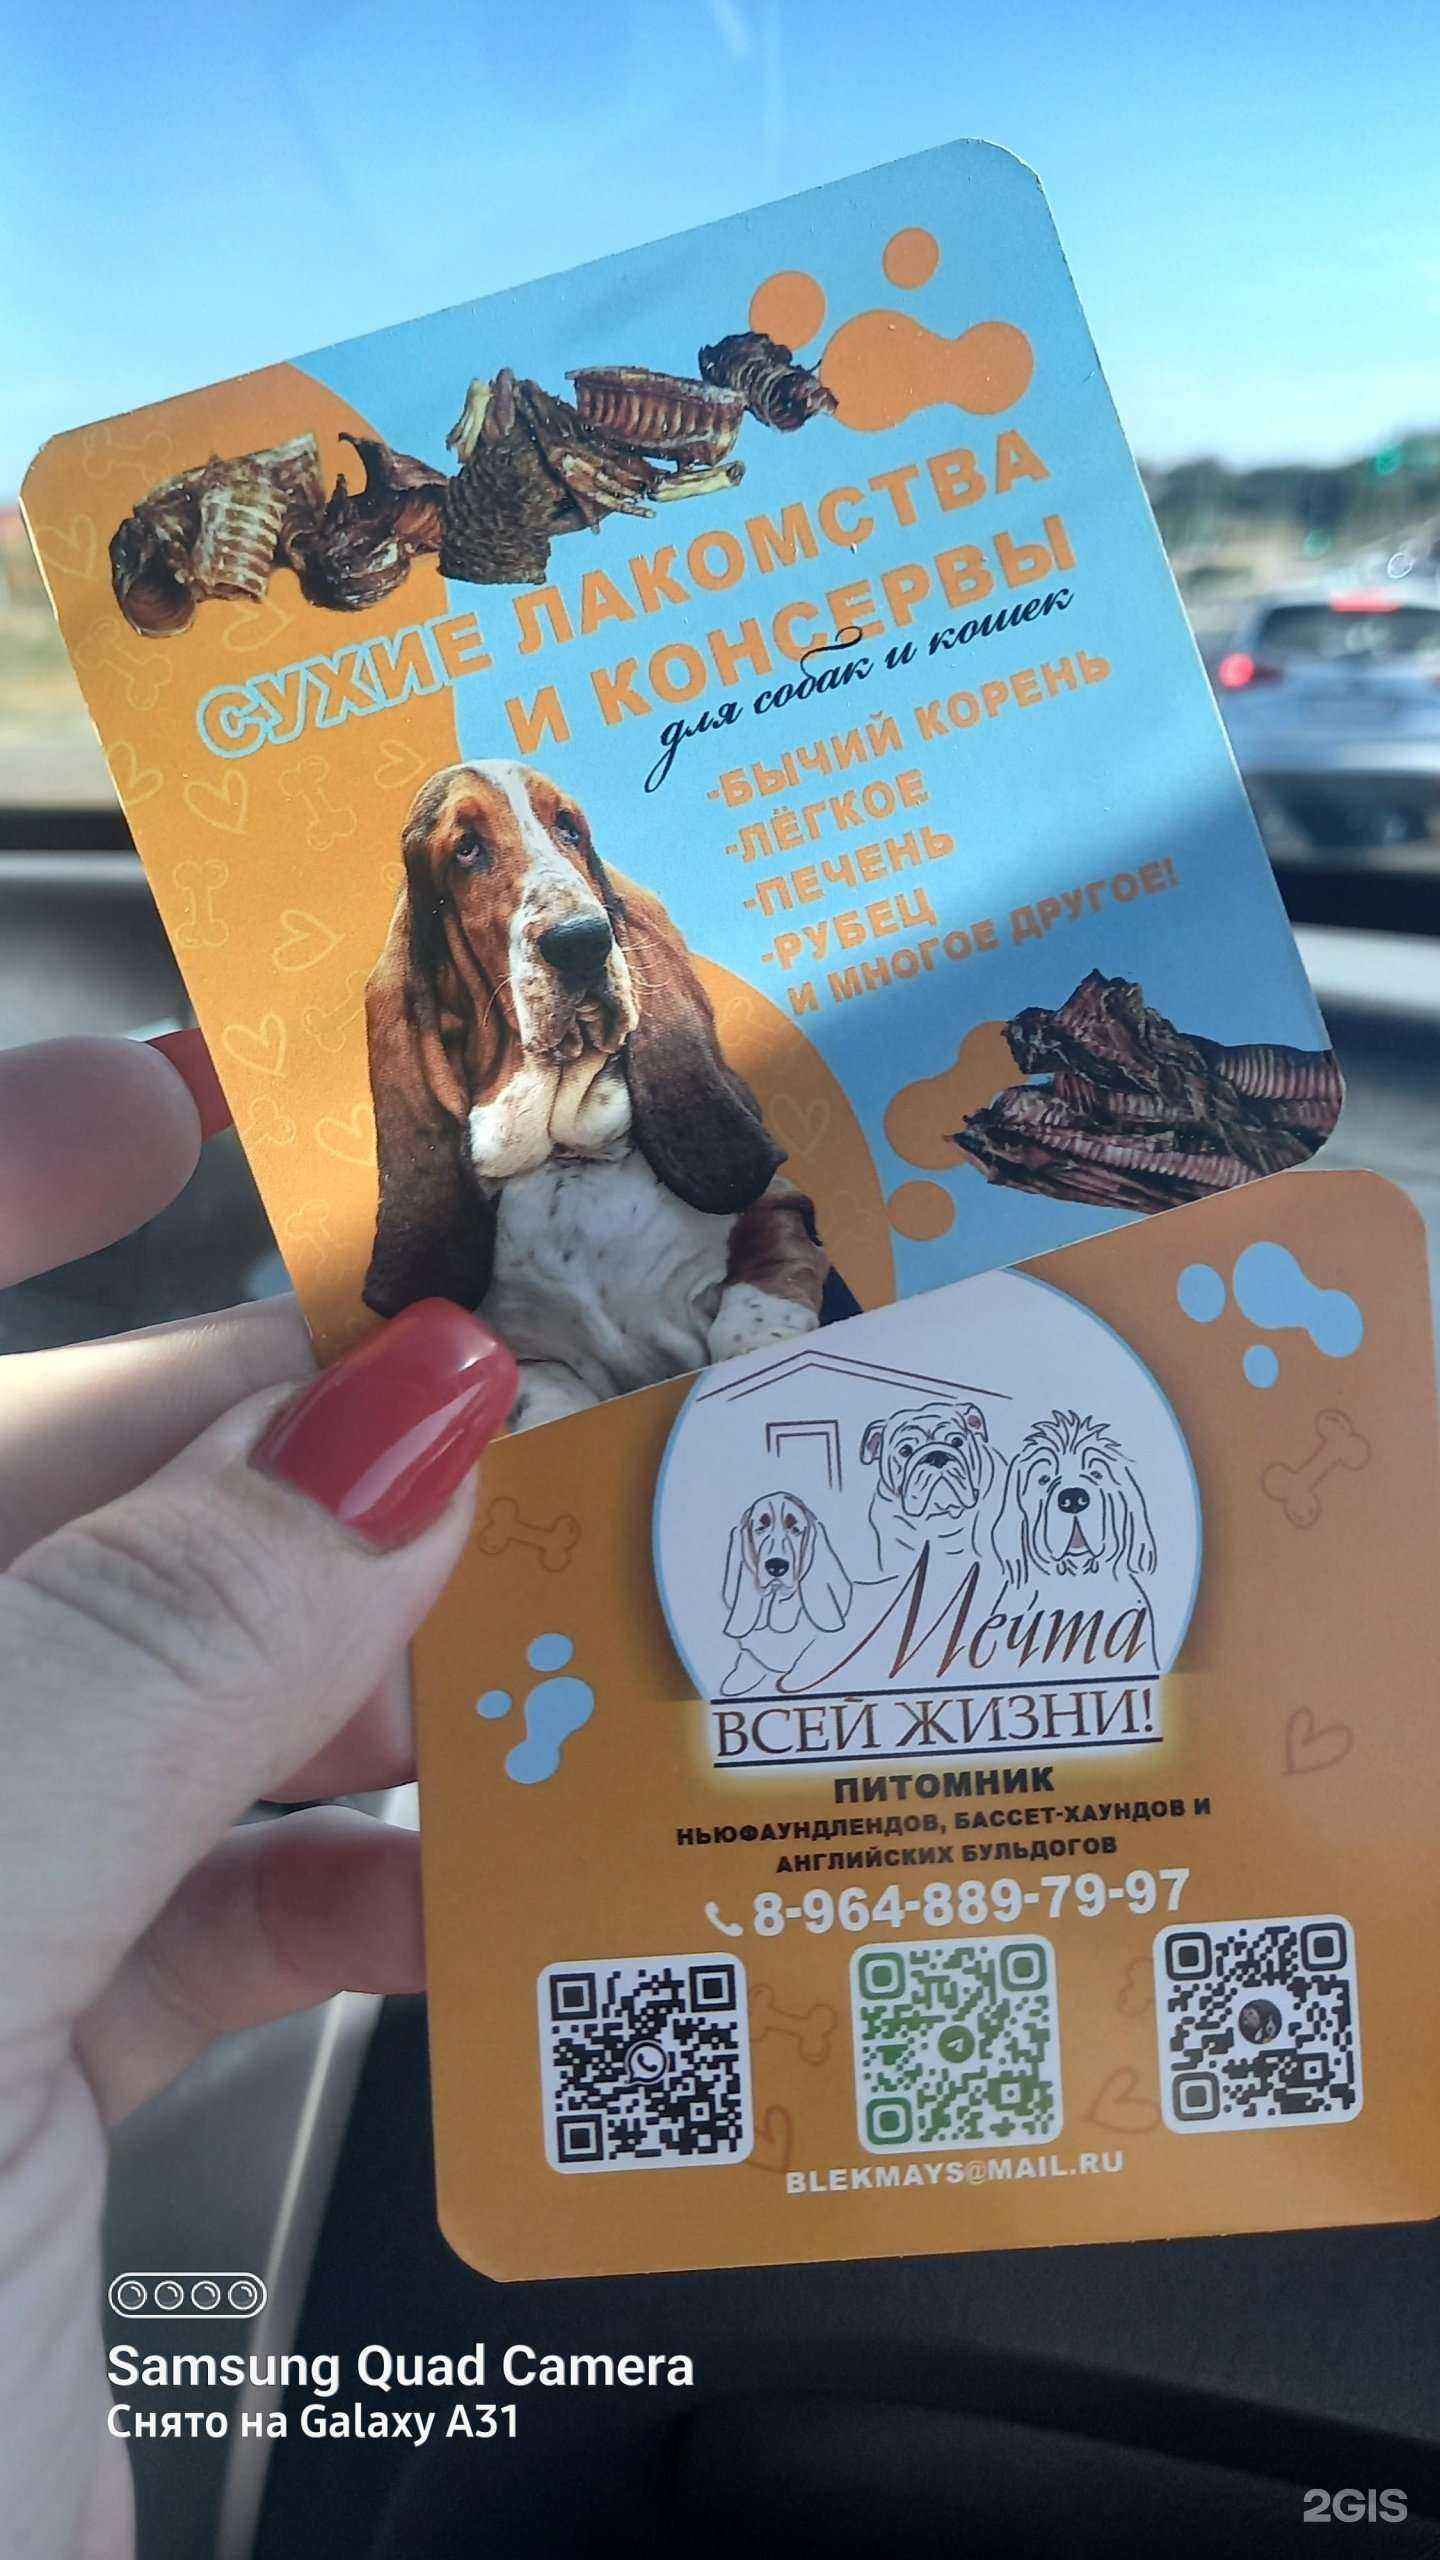 СУХИЕ ЛАКОМСТВА
И КОНСЕРВЫ
для собак и кошек
-БЫЧИЙ КОРЕНЬ
-ЛЁГКОЕ
-ПЕЧЕНЬ
-РУБЕЦ
И МНОГОЕ ДРУГОЕ!
Мечта
ВСЕЙ ЖИЗНИ!
ПИТОМНИК
НЬЮФАУНДЛЕНДОВ, БАССЕТ-ХАУНДОВ И
АНГЛИЙСКИХ БУЛЬДОГОВ
8-964-889-79-97
BLEKMAYS@MAIL.RU
Samsung Quad Camera
Снято на Galaxy A31
2GIS